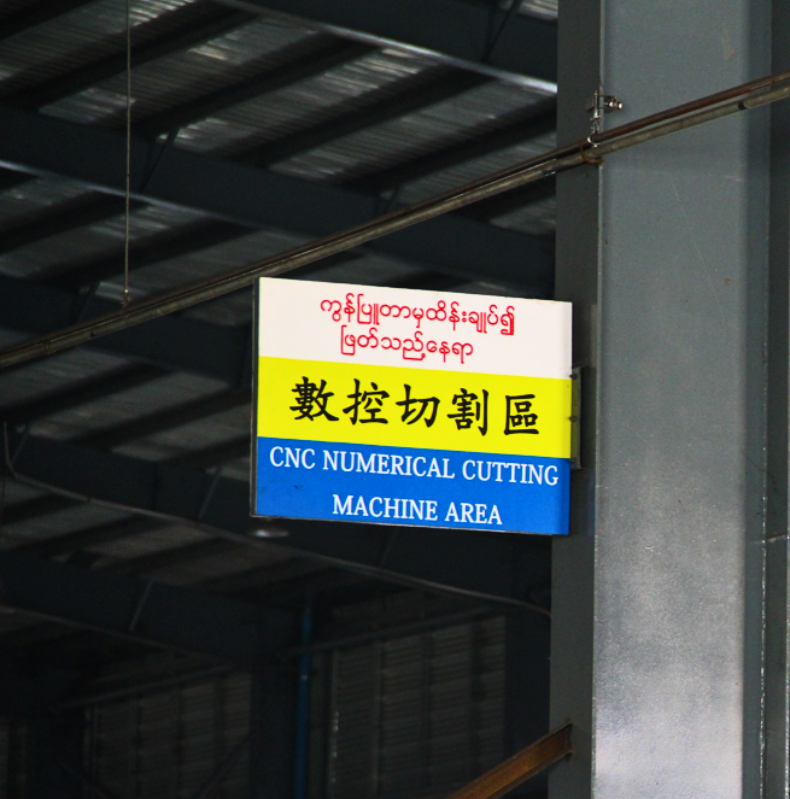 ကွန်ပြူတာမှထိန်းချုပ်၍
ဖြတ်သည့်နေရာ
數控切割區
CNC NUMERICAL CUTTING
MACHINE AREA